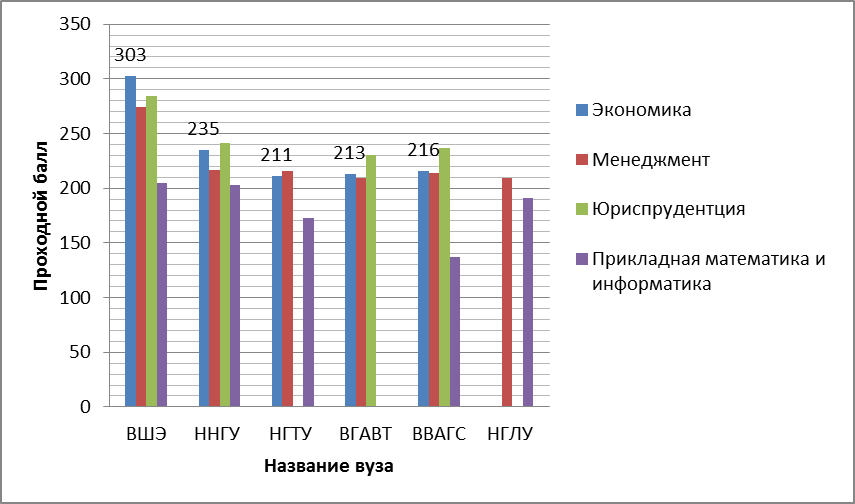 350
300
250
200
150
100
50
0
Проходной балл
303
235
211
213
216
ВШЭ
ННГУ
НГТУ
ВГАВТ
ВВАГС
НГЛУ
Название вуза
Экономика
Менеджмент
Юриспрудентция
Прикладная математика и
информатика